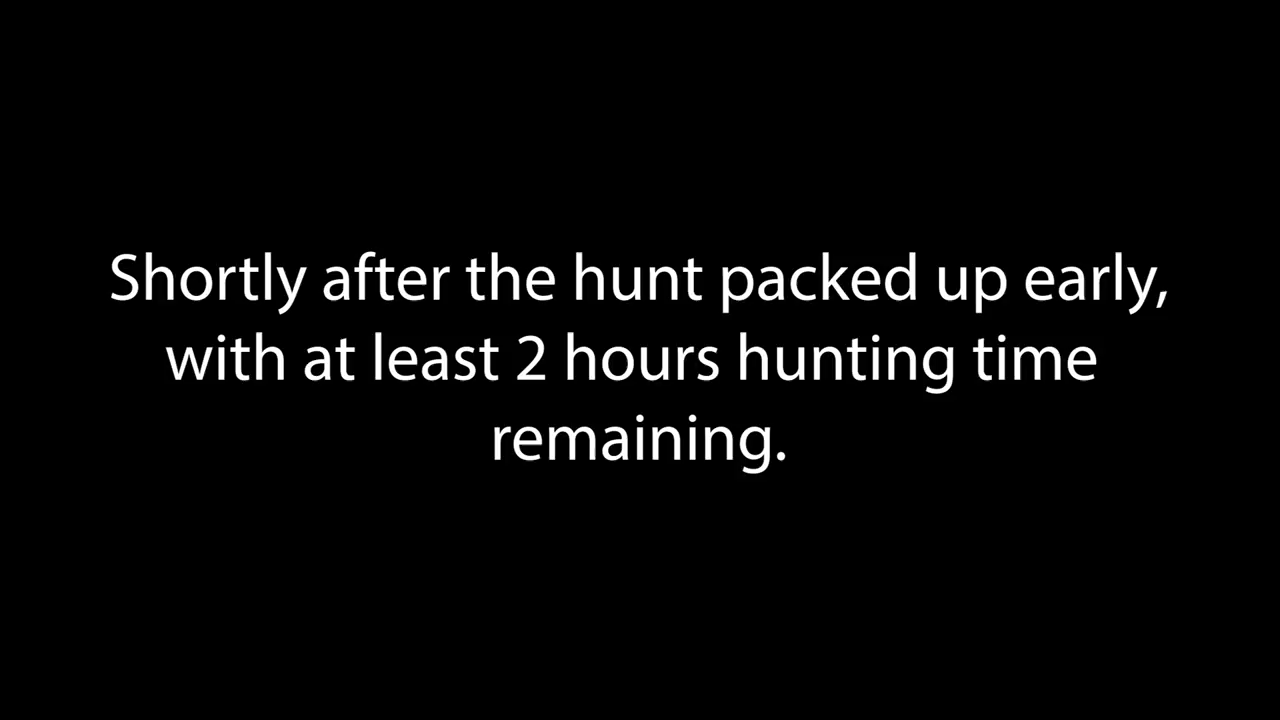 Shortly after the hunt packed up early,
with at least 2 hours hunting time
remaining.